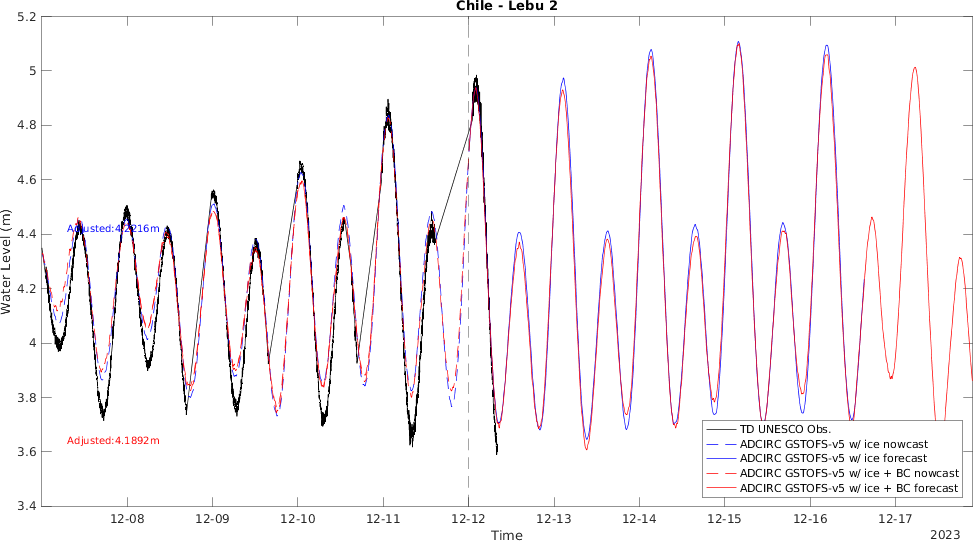 Chile - Lebu 2
5.2
5
4.8
4.6
4.4
4.2
4
3.8
3.6
3.4
Water Level (m)
Adjusted:4.2216m
Adjusted:4.1892m
TD UNESCO Obs.
ADCIRC GSTOFS-v5 w/ ice nowcast
ADCIRC GSTOFS-v5 w/ ice forecast
ADCIRC GSTOFS-v5 w/ ice + BC nowcast
ADCIRC GSTOFS-v5 w/ ice + BC forecast
12-08
12-09
12-10
12-11
12-12
12-13
12-14
12-15
12-16
12-17
Time
2023